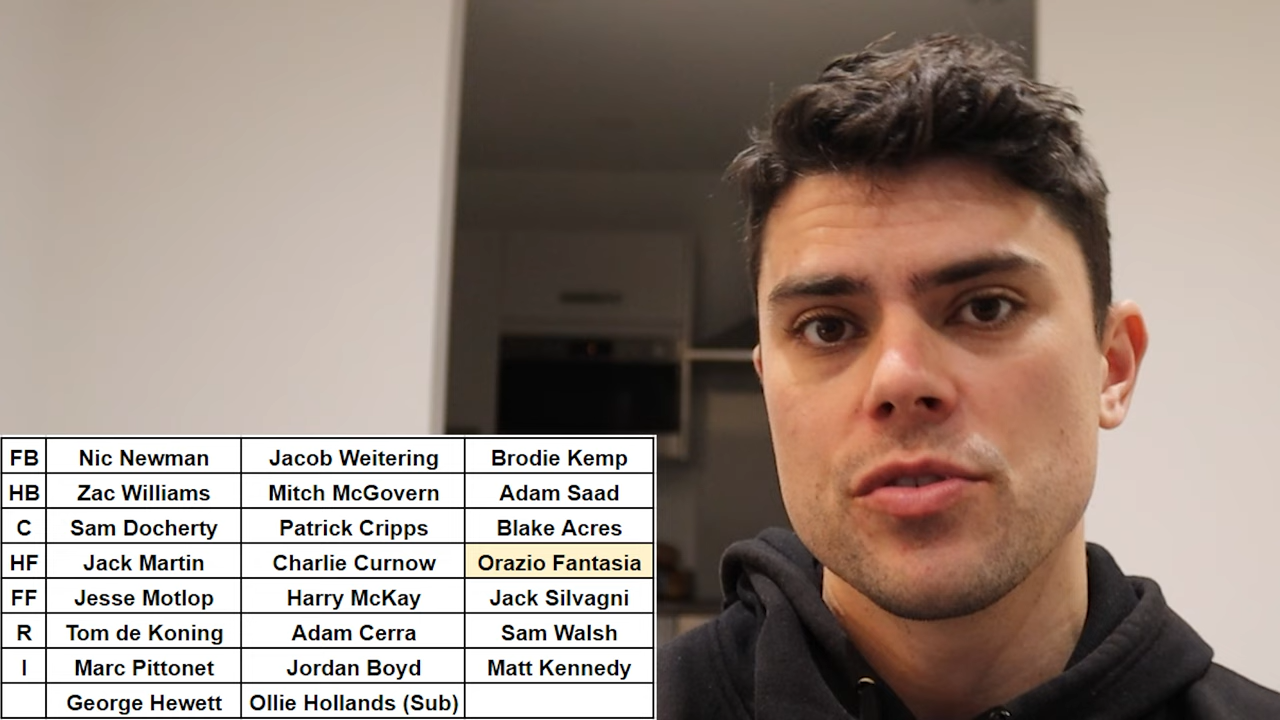 FB Nic Newman Jacob Weitering Brodie Kemp
HB Zac Williams Mitch McGovern Adam Saad
C Sam Docherty Patrick Cripps Blake Acres
HF Jack Martin Charlie Curnow Orazio Fantasia
FF Jesse Motlop Harry McKay Jack Silvagni
R Tom de Koning Adam Cerra Sam Walsh
I Marc Pittonet Jordan Boyd Matt Kennedy
George Hewett Ollie Hollands (Sub)